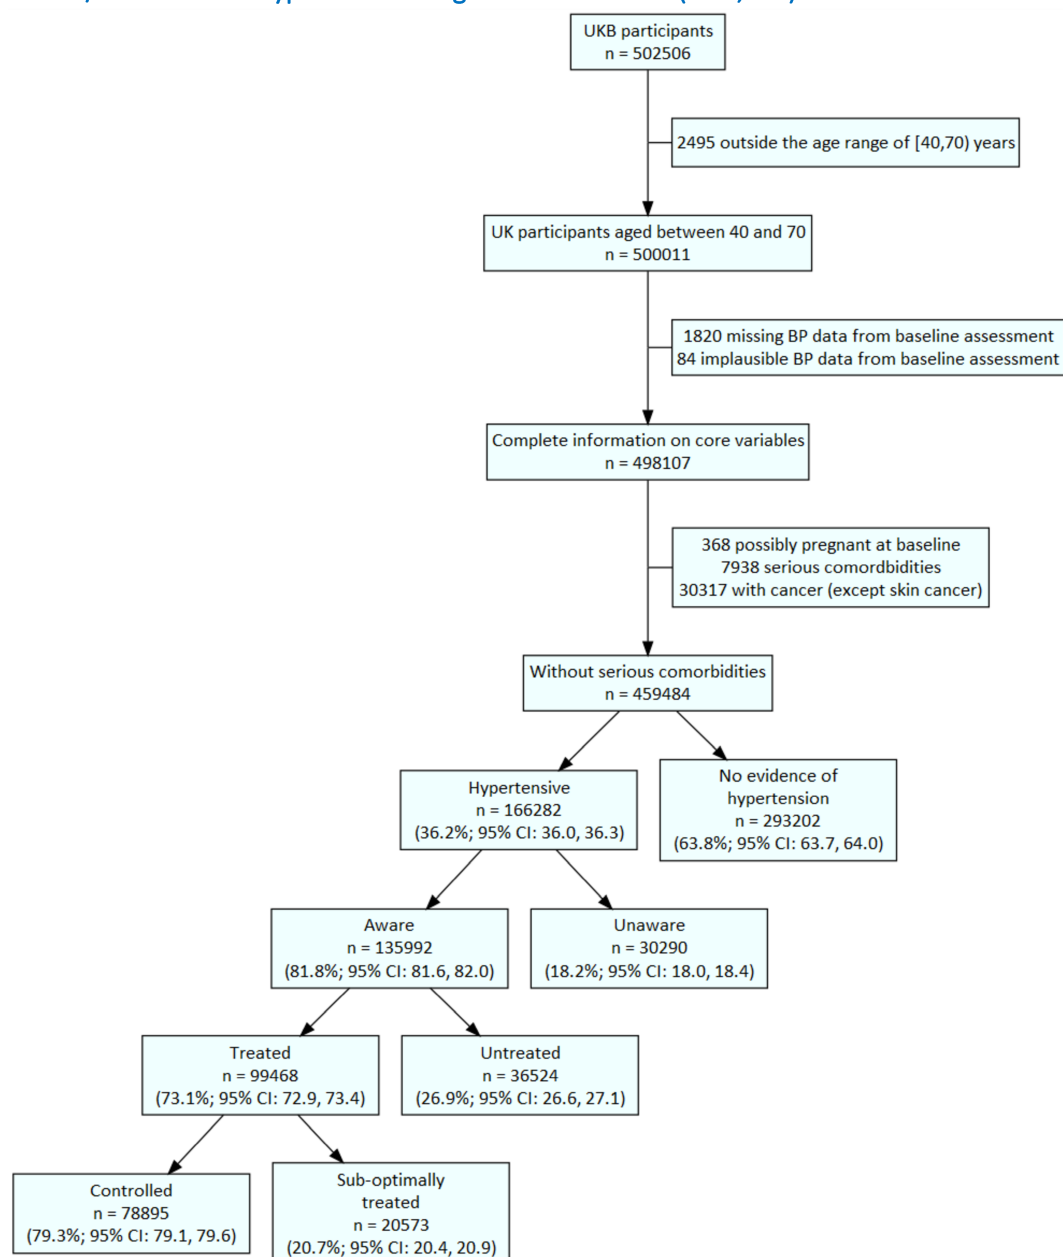 UKB participants
n = 502506
2495 outside the age range of [40,70) years
UK participants aged between 40 and 70
n = 500011
1820 missing BP data from baseline assessment
84 implausible BP data from baseline assessment
Complete information on core variables
n = 498107
368 possibly pregnant at baseline
7938 serious comordbidities
30317 with cancer (except skin cancer)
Without serious comorbidities
n = 459484
Hypertensive
n = 166282
(36.2%; 95% CI: 36.0, 36.3)
No evidence of
hypertension
n = 293202
(63.8%; 95% CI: 63.7, 64.0)
Aware
n = 135992
(81.8%; 95% CI: 81.6, 82.0)
Unaware
n = 30290
(18.2%; 95% CI: 18.0, 18.4)
Treated
n = 99468
(73.1%; 95% CI: 72.9, 73.4)
Untreated
n = 36524
(26.9%; 95% CI: 26.6, 27.1)
Controlled
n = 78895
(79.3%; 95% CI: 79.1, 79.6)
Sub-optimally
treated
n = 20573
(20.7%; 95% CI: 20.4, 20.9)